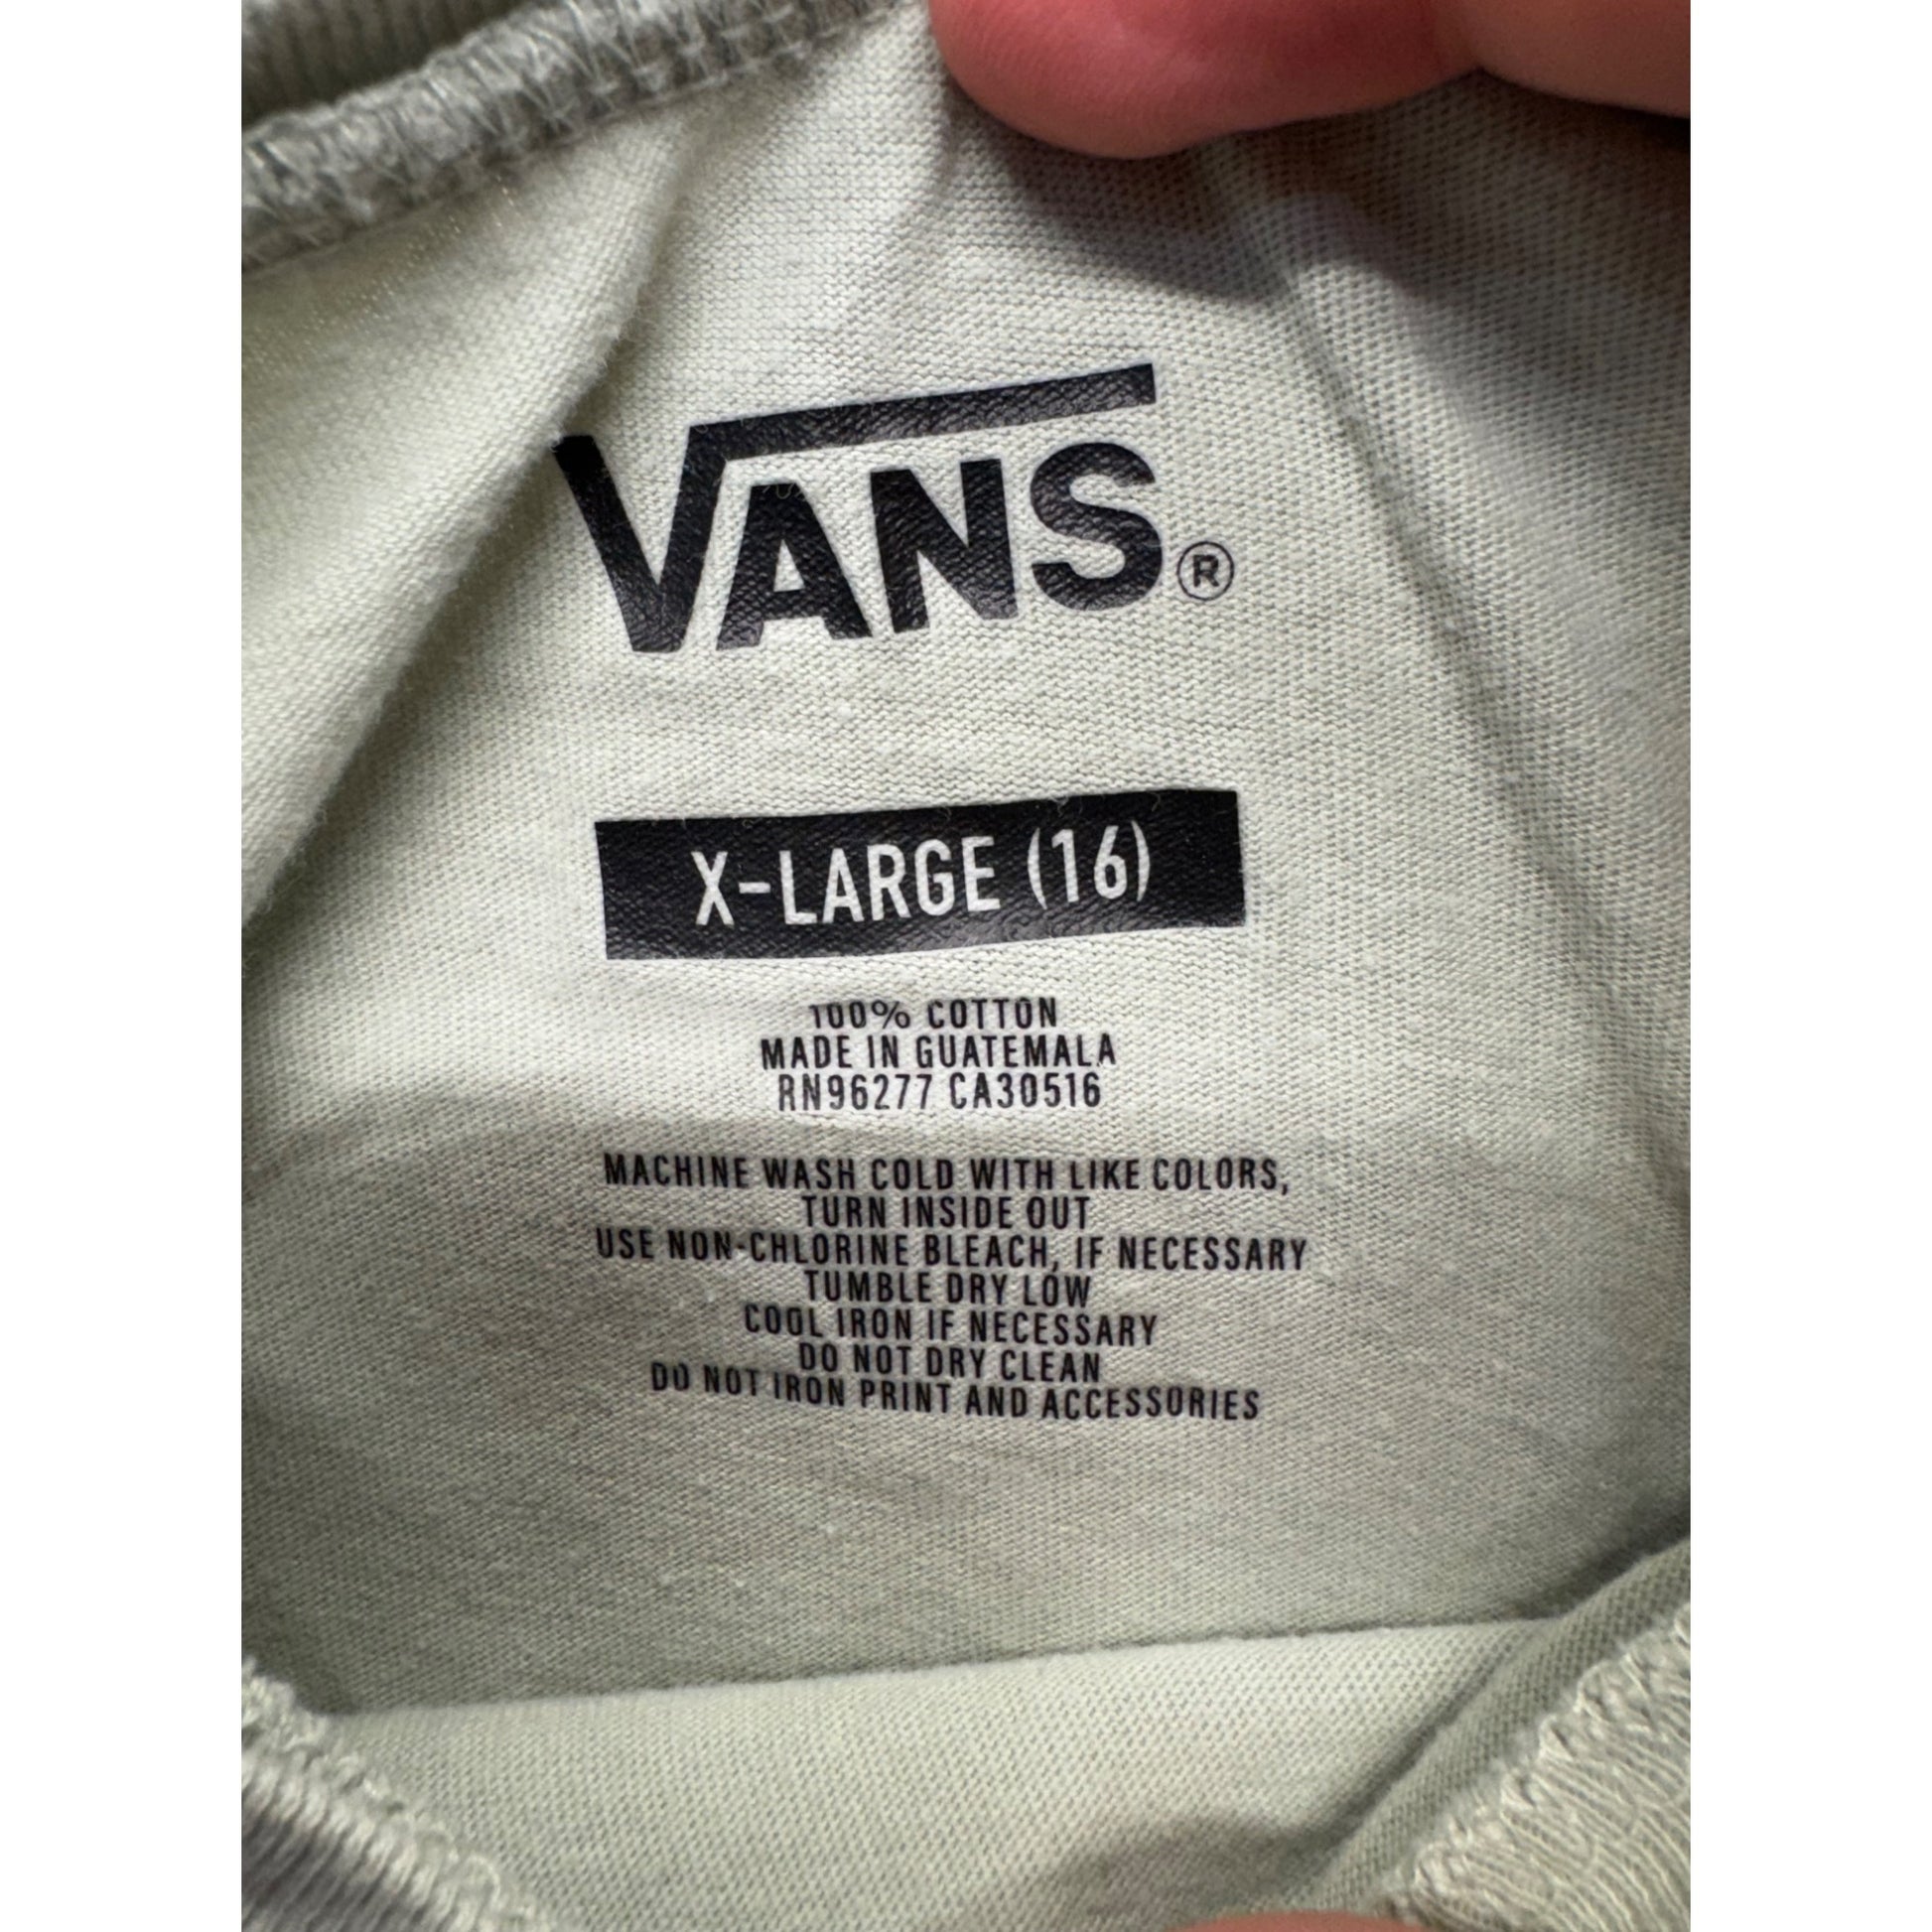 VANS®
X-LARGE (16)
100% COTTON
MADE IN GUATEMALA
RN96277 CA30516
MACHINE WASH COLD WITH LIKE COLORS,
TURN INSIDE OUT
USE NON-CHLORINE BLEACH, IF NECESSARY
TUMBLE DRY LOW
COOL IRON IF NECESSARY
DO NOT DRY CLEAN
DO NOT IRON PRINT AND ACCESSORIES